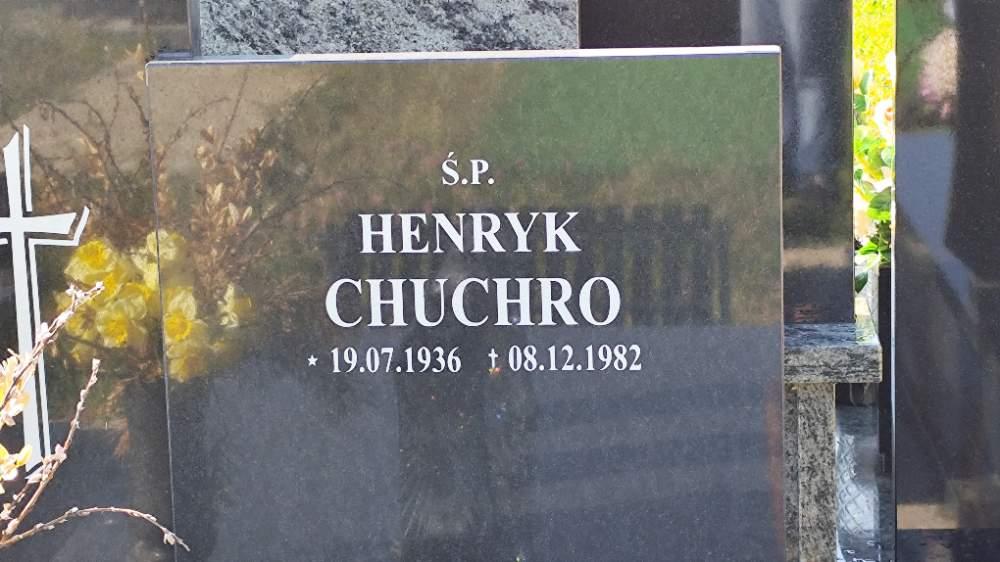 Ś.P.
HENRYK
CHUCHRO
⋆ 19.07.1936 † 08.12.1982